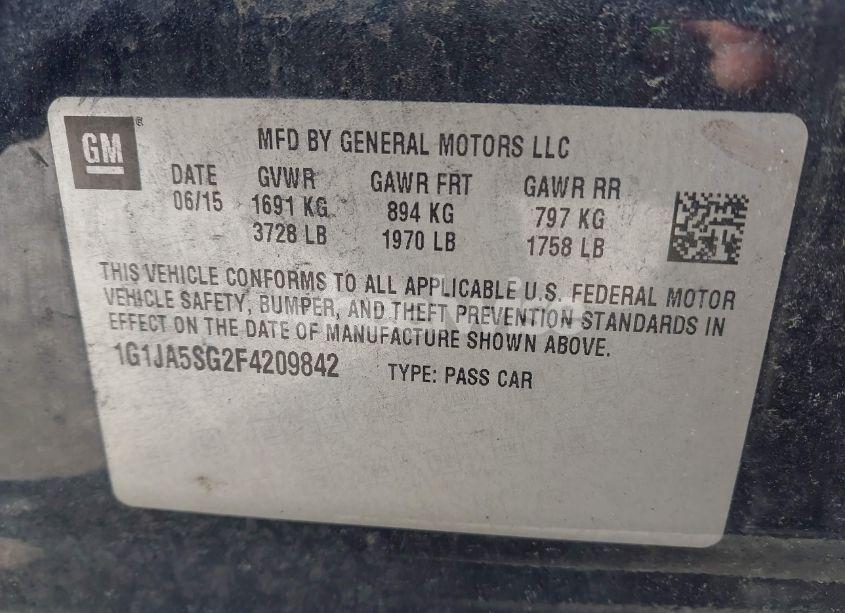 GM®
MFD BY GENERAL MOTORS LLC
DATE GVWR GAWR FRT GAWR RR
06/15 1691 KG 894 KG 797 KG
3728 LB 1970 LB 1758 LB
THIS VEHICLE CONFORMS TO ALL APPLICABLE U.S. FEDERAL MOTOR
VEHICLE SAFETY, BUMPER, AND THEFT PREVENTION STANDARDS IN
EFFECT ON THE DATE OF MANUFACTURE SHOWN ABOVE.
1G1JA5SG2F4209842 TYPE: PASS CAR